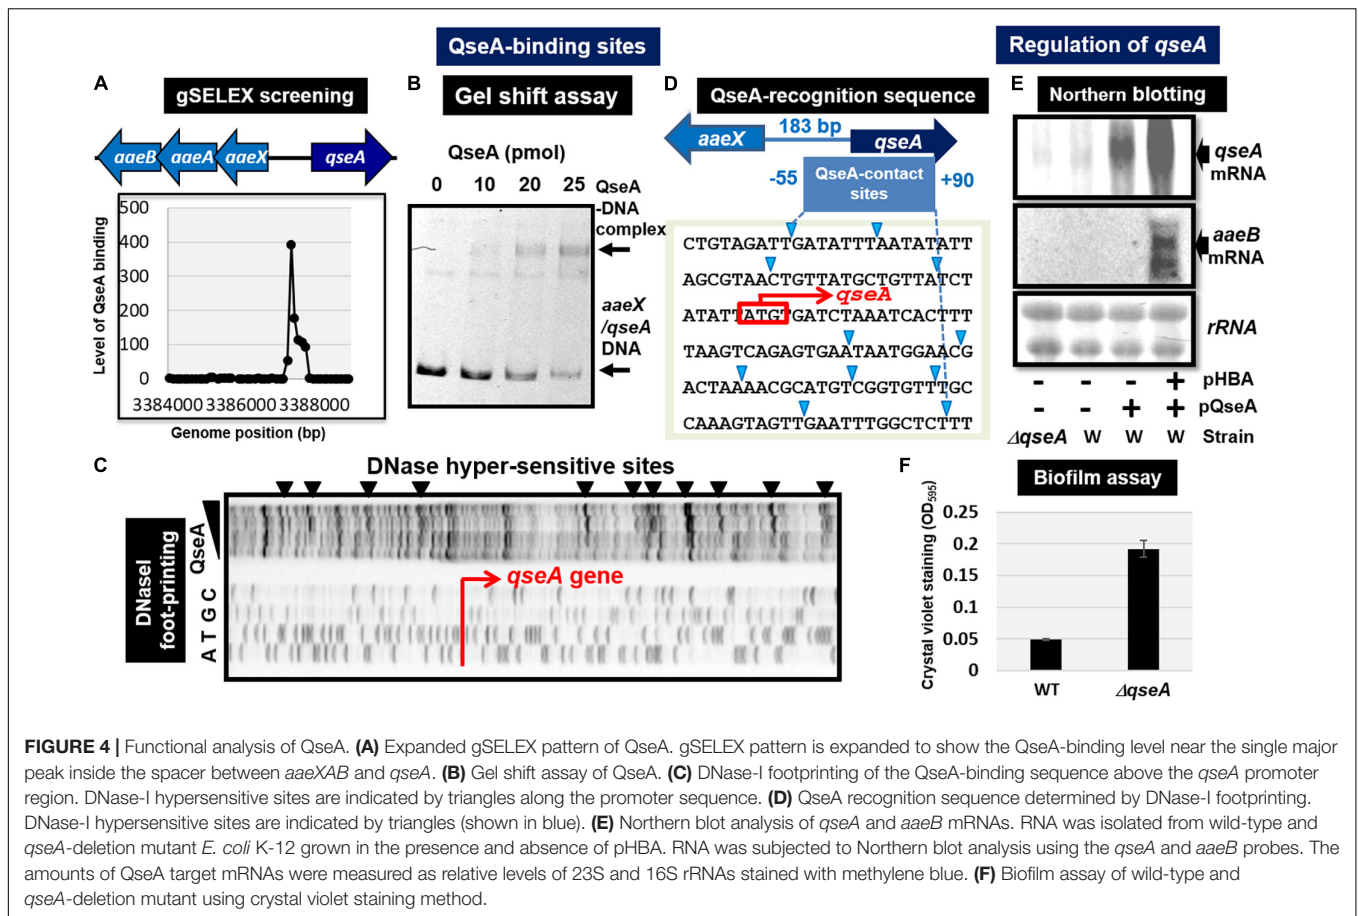 QseA-binding sites
Regulation of qseA
A
gSELEX screening
aaeB aaeA aaeX qseA
Level of QseA binding
500
400
300
200
100
0
3384000 3386000 3388000
Genome position (bp)
B
Gel shift assay
QseA (pmol)
0 10 20 25
QseA
-DNA
complex
aaeX
/qseA
DNA
D
QseA-recognition sequence
183 bp
aaeX qseA
-55 QseA-contact sites +90
CTGTAGATTGATATTTAATATATT
AGCGTAACTGTTATGCTGTTATCT
qseA
ATATTATGTGATCTAAATCACTTT
TAAGTCAGAGTGAATAATGGAACG
ACTAAAACGCATGTCGGTGTTTGC
CAAAGTAGTTGAATTTGGCTCTTT
E
Northern blotting
qseA
mRNA
aaeB
mRNA
rRNA
- - - + pHBA
- - + + pQseA
ΔqseA W W W Strain
C
DNase hyper-sensitive sites
DNaseI
foot-printing
QseA
A T G C
qseA gene
F
Biofilm assay
Crystal violet staining (OD595)
0.25
0.2
0.15
0.1
0.05
0
WT ΔqseA
FIGURE 4 | Functional analysis of QseA. (A) Expanded gSELEX pattern of QseA. gSELEX pattern is expanded to show the QseA-binding level near the single major
peak inside the spacer between aaeXAB and qseA. (B) Gel shift assay of QseA. (C) DNase-I footprinting of the QseA-binding sequence above the qseA promoter
region. DNase-I hypersensitive sites are indicated by triangles along the promoter sequence. (D) QseA recognition sequence determined by DNase-I footprinting.
DNase-I hypersensitive sites are indicated by triangles (shown in blue). (E) Northern blot analysis of qseA and aaeB mRNAs. RNA was isolated from wild-type and
qseA-deletion mutant E. coli K-12 grown in the presence and absence of pHBA. RNA was subjected to Northern blot analysis using the qseA and aaeB probes. The
amounts of QseA target mRNAs were measured as relative levels of 23S and 16S rRNAs stained with methylene blue. (F) Biofilm assay of wild-type and
qseA-deletion mutant using crystal violet staining method.